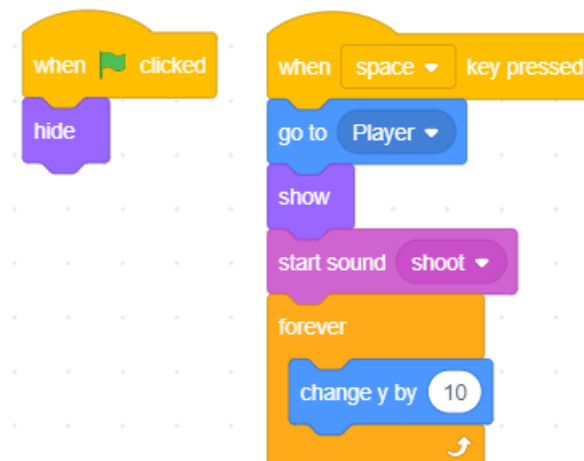 when clicked
hide
when space key pressed
go to Player
show
start sound shoot
forever
change y by 10